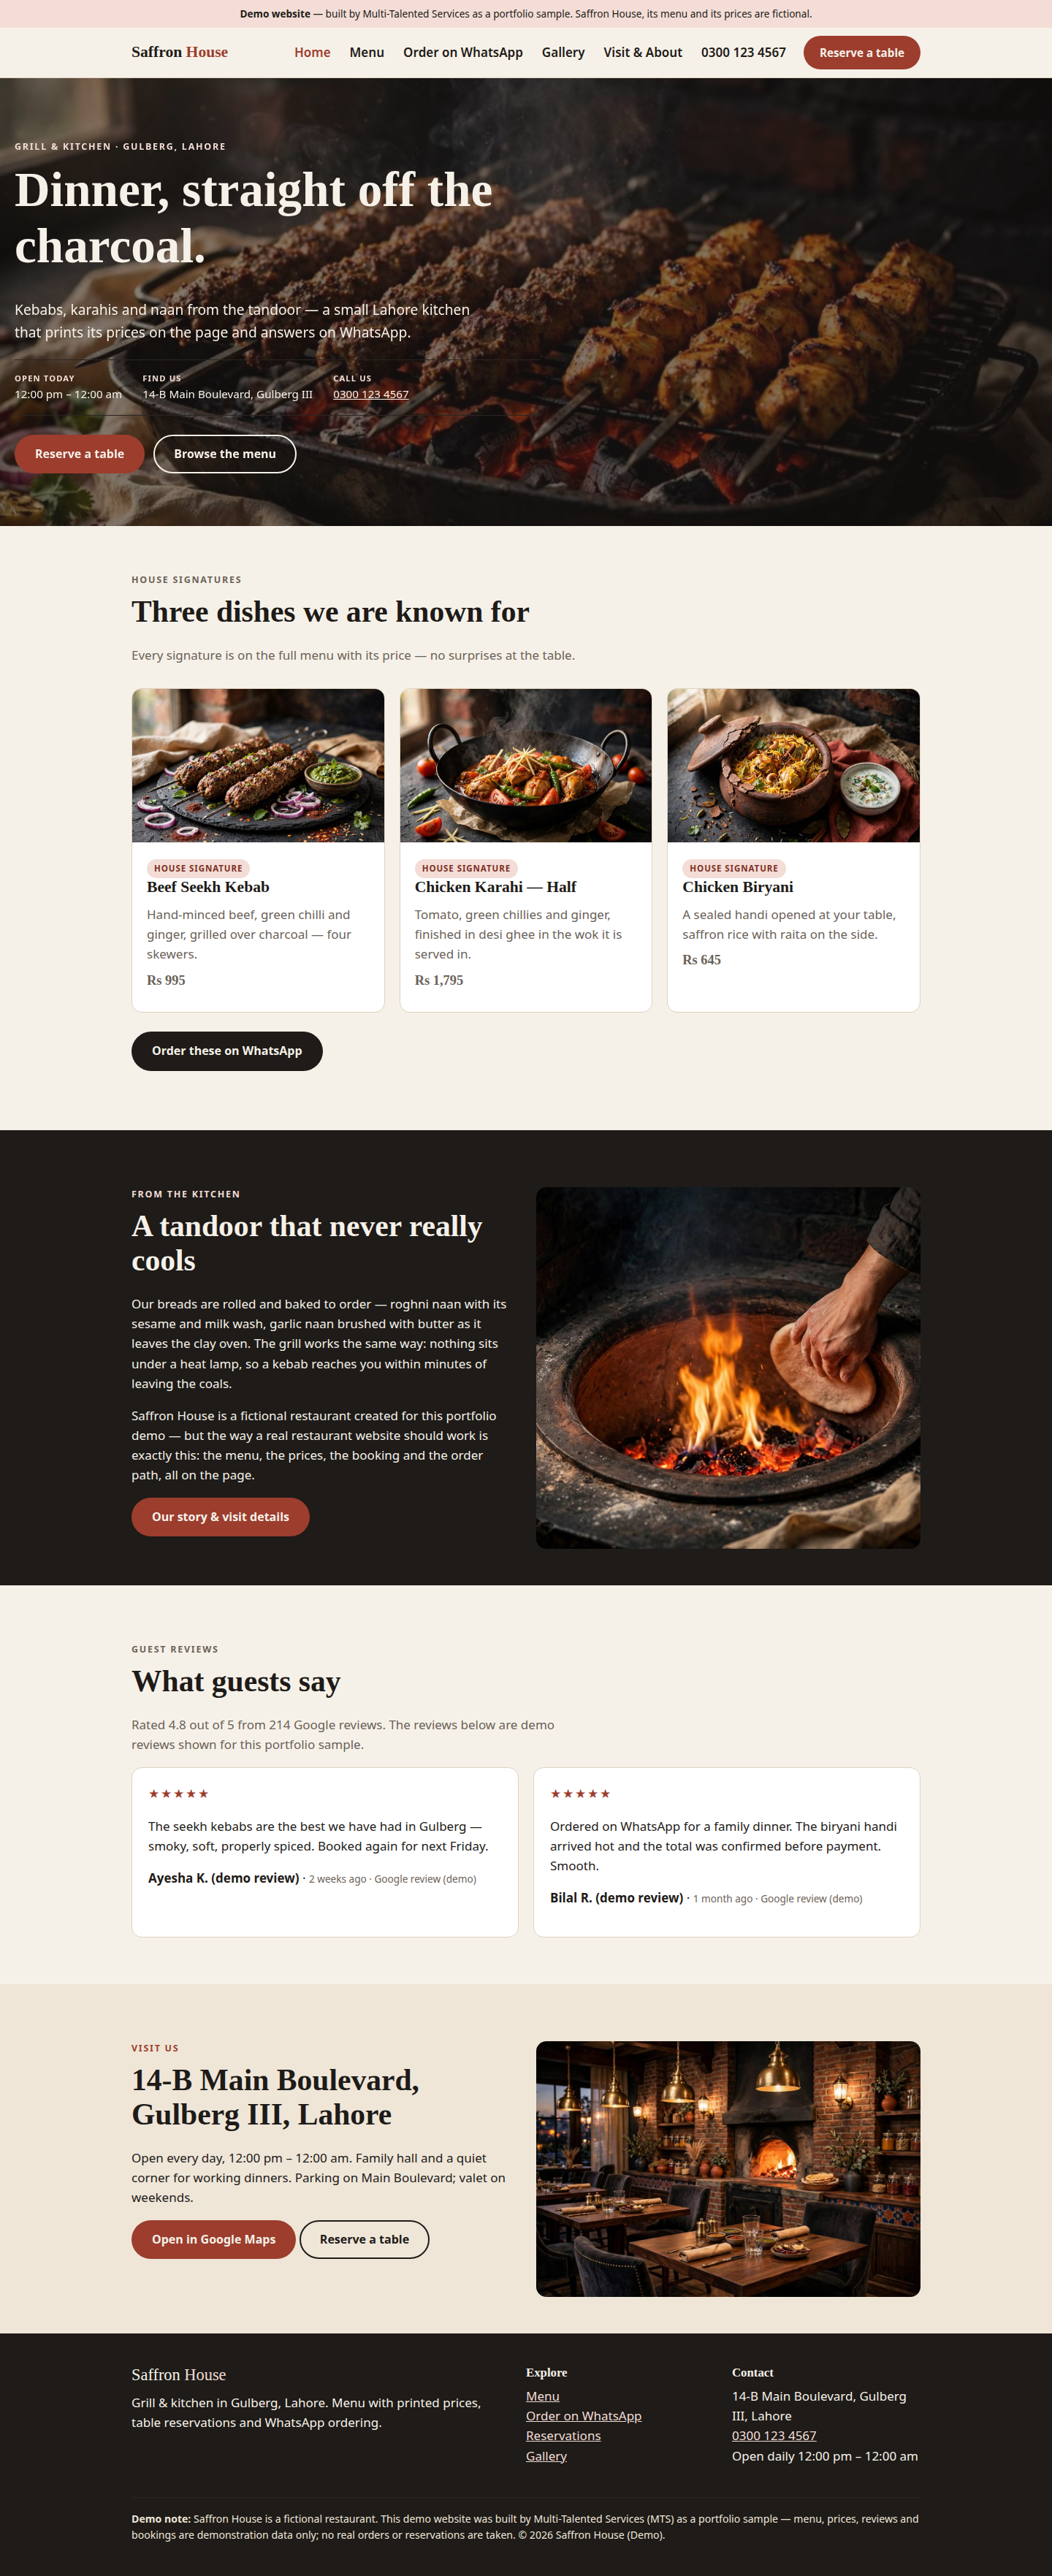 Demo website — built by Multi-Talented Services as a portfolio sample. Saffron House, its menu and its prices are fictional.
Saffron House
Home Menu Order on WhatsApp Gallery Visit & About 0300 123 4567 Reserve a table
GRILL & KITCHEN · GULBERG, LAHORE
Dinner, straight off the
charcoal.
Kebabs, karahis and naan from the tandoor — a small Lahore kitchen
that prints its prices on the page and answers on WhatsApp.
OPEN TODAY FIND US CALL US
12:00 pm – 12:00 am 14-B Main Boulevard, Gulberg III 0300 123 4567
Reserve a table Browse the menu
HOUSE SIGNATURES
Three dishes we are known for
Every signature is on the full menu with its price — no surprises at the table.
HOUSE SIGNATURE
Beef Seekh Kebab
Hand-minced beef, green chilli and
ginger, grilled over charcoal — four
skewers.
Rs 995
HOUSE SIGNATURE
Chicken Karahi — Half
Tomato, green chillies and ginger,
finished in desi ghee in the wok it is
served in.
Rs 1,795
HOUSE SIGNATURE
Chicken Biryani
A sealed handi opened at your table,
saffron rice with raita on the side.
Rs 645
Order these on WhatsApp
FROM THE KITCHEN
A tandoor that never really
cools
Our breads are rolled and baked to order — roghni naan with its
sesame and milk wash, garlic naan brushed with butter as it
leaves the clay oven. The grill works the same way: nothing sits
under a heat lamp, so a kebab reaches you within minutes of
leaving the coals.
Saffron House is a fictional restaurant created for this portfolio
demo — but the way a real restaurant website should work is
exactly this: the menu, the prices, the booking and the order
path, all on the page.
Our story & visit details
GUEST REVIEWS
What guests say
Rated 4.8 out of 5 from 214 Google reviews. The reviews below are demo
reviews shown for this portfolio sample.
★★★★★
The seekh kebabs are the best we have had in Gulberg —
smoky, soft, properly spiced. Booked again for next Friday.
Ayesha K. (demo review) · 2 weeks ago · Google review (demo)
★★★★★
Ordered on WhatsApp for a family dinner. The biryani handi
arrived hot and the total was confirmed before payment.
Smooth.
Bilal R. (demo review) · 1 month ago · Google review (demo)
VISIT US
14-B Main Boulevard,
Gulberg III, Lahore
Open every day, 12:00 pm – 12:00 am. Family hall and a quiet
corner for working dinners. Parking on Main Boulevard; valet on
weekends.
Open in Google Maps Reserve a table
Saffron House
Grill & kitchen in Gulberg, Lahore. Menu with printed prices,
table reservations and WhatsApp ordering.
Explore
Menu
Order on WhatsApp
Reservations
Gallery
Contact
14-B Main Boulevard, Gulberg
III, Lahore
0300 123 4567
Open daily 12:00 pm – 12:00 am
Demo note: Saffron House is a fictional restaurant. This demo website was built by Multi-Talented Services (MTS) as a portfolio sample — menu, prices, reviews and
bookings are demonstration data only; no real orders or reservations are taken. © 2026 Saffron House (Demo).